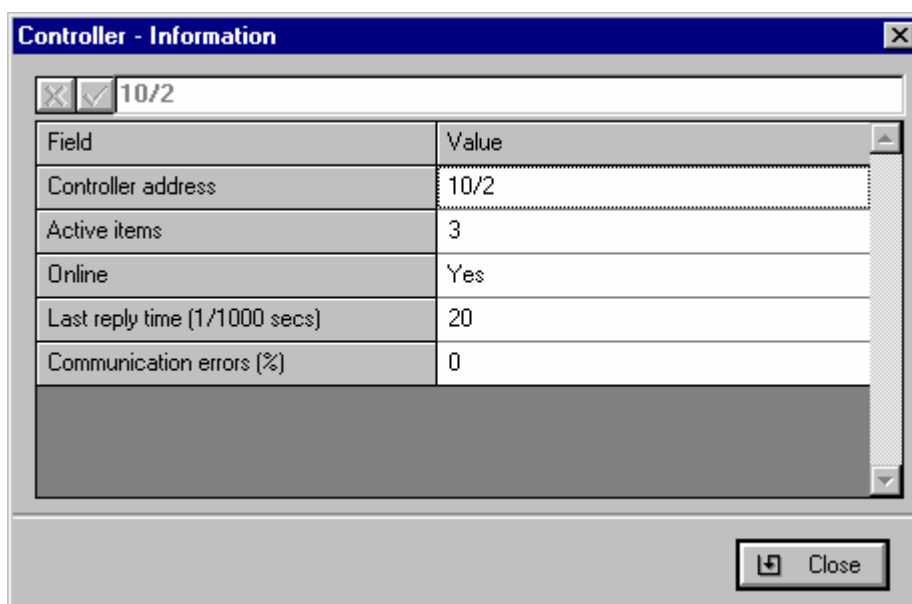 Controller - Information
10/2
Field Value
Controller address 10/2
Active items 3
Online Yes
Last reply time (1/1000 secs) 20
Communication errors (%) 0
Close